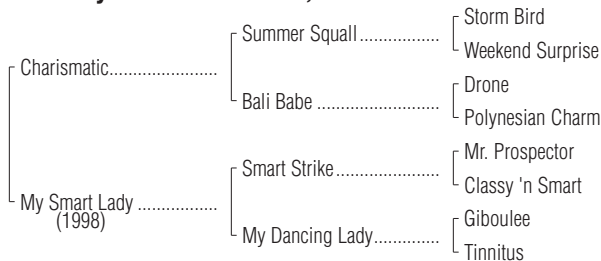 Storm Bird
Summer Squall
Weekend Surprise
Charismatic
Drone
Bali Babe
Polynesian Charm
Mr. Prospector
Smart Strike
Classy 'n Smart
My Smart Lady
(1998)
Giboulee
My Dancing Lady
Tinnitus